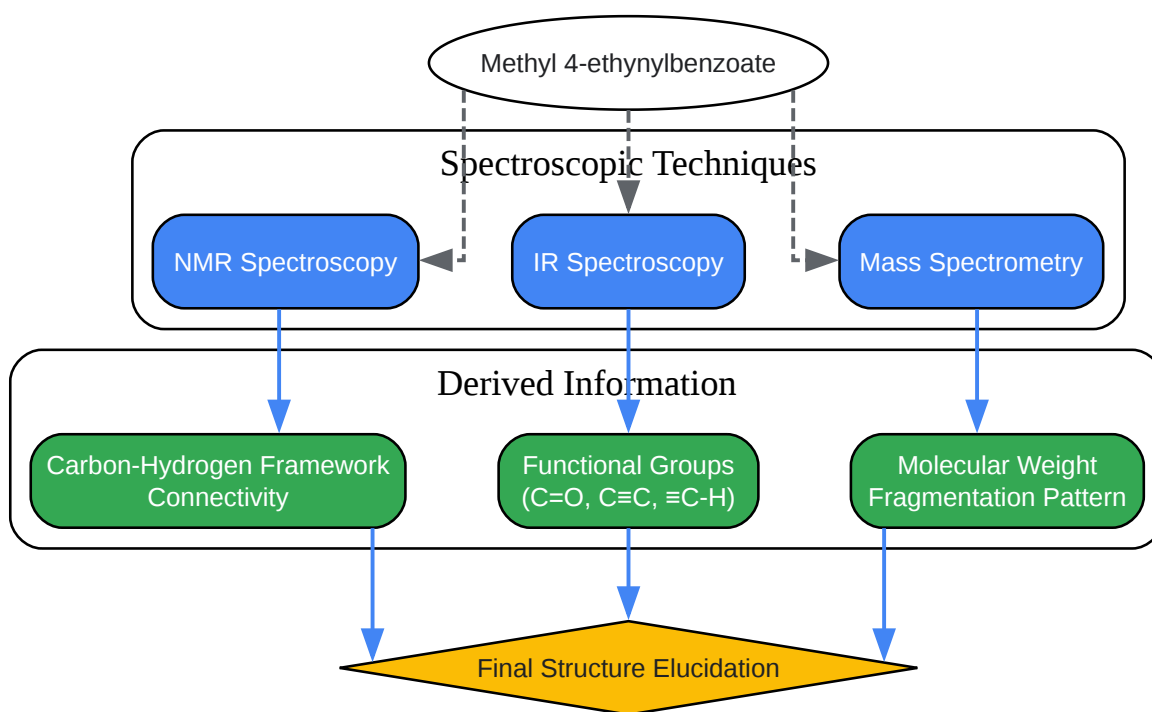 Methyl 4-ethynylbenzoate
Spectroscopic Techniques
NMR Spectroscopy
IR Spectroscopy
Mass Spectrometry
Derived Information
Carbon-Hydrogen Framework
Connectivity
Functional Groups
(C=O, C≡C, ≡C-H)
Molecular Weight
Fragmentation Pattern
Final Structure Elucidation